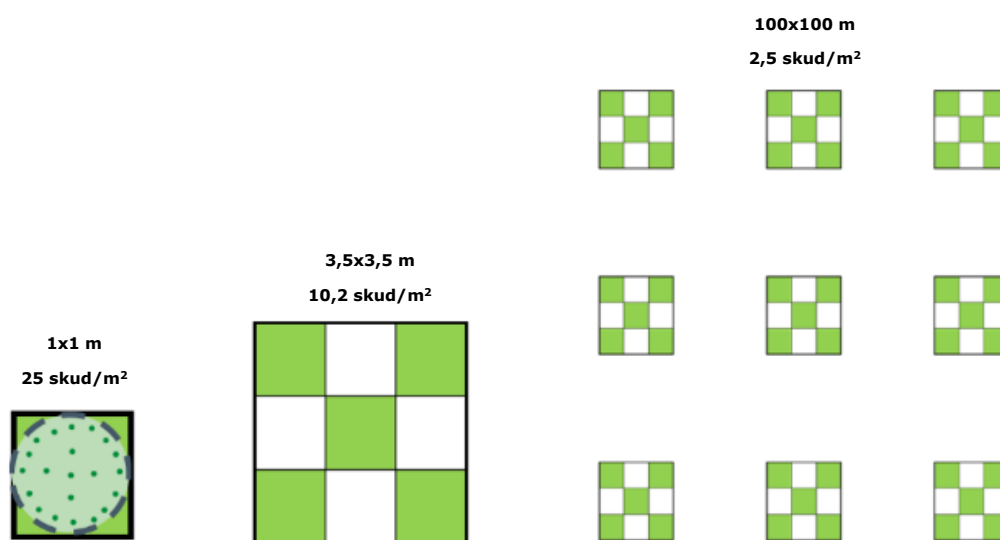 100x100 m
2,5 skud/m²
3,5x3,5 m
10,2 skud/m²
1x1 m
25 skud/m²